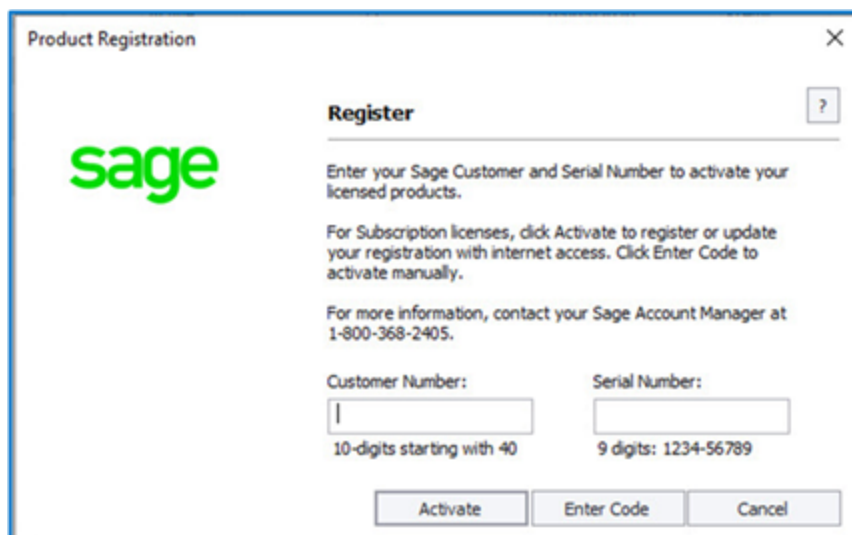 Product Registration
sage
Register
?
Enter your Sage Customer and Serial Number to activate your
licensed products.
For Subscription licenses, click Activate to register or update
your registration with internet access. Click Enter Code to
activate manually.
For more information, contact your Sage Account Manager at
1-800-368-2405.
Customer Number:
Serial Number:
10-digits starting with 40
9 digits: 1234-56789
Activate
Enter Code
Cancel